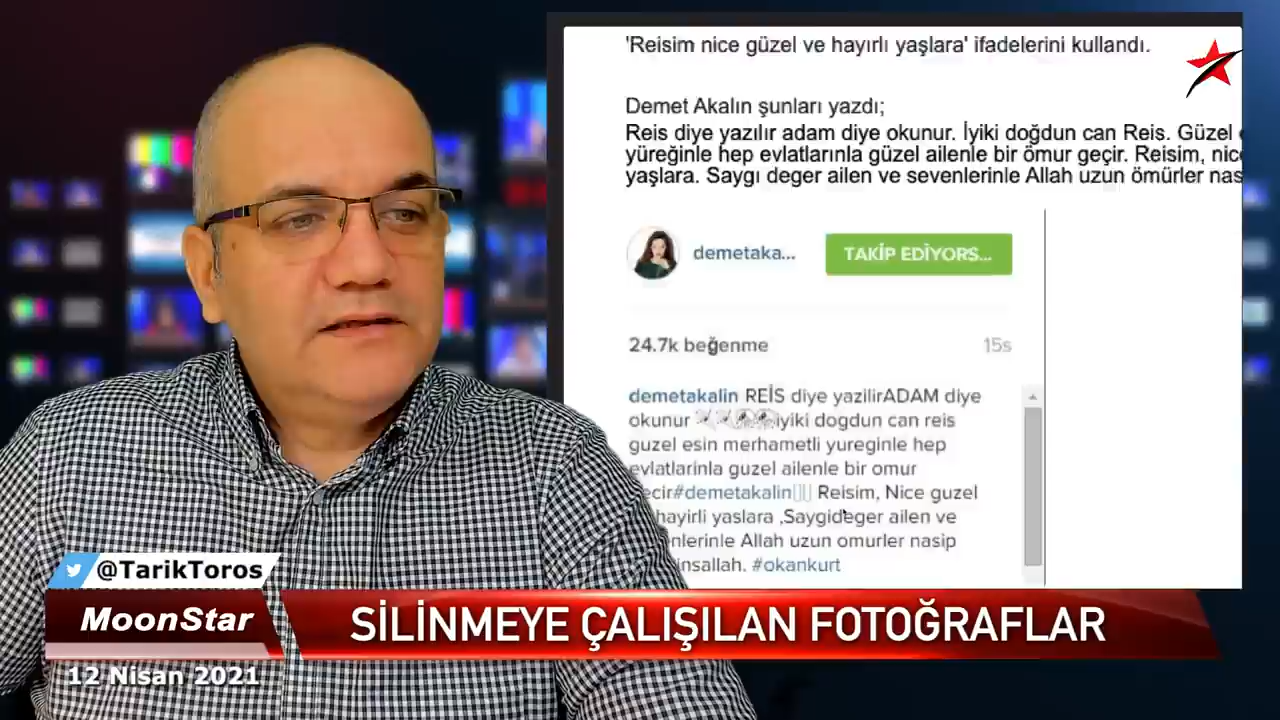 'Reisim nice güzel ve hayırlı yaşlara' ifadelerini kullandı.
Demet Akalın şunları yazdı;
Reis diye yazılır adam diye okunur. İyiki doğdun can Reis. Güzel
yüreğinle hep evlatlarınla güzel ailenle bir ömur geçir. Reisim, nic
yaşlara. Saygı deger ailen ve sevenlerinle Allah uzun ömürler nas
demetaka... TAKİP EDİYORS...
24.7k beğenme 15s
demetakalin REİS diye yazilirADAM diye
okunur iyiki dogdun can reis
guzel esin merhametli yureginle hep
evlatlarinla guzel ailenle bir omur
ecir#demetakalin Reisim, Nice guzel
hayirli yaslara ,Saygideger ailen ve
enlerinle Allah uzun omurler nasip
insallah. #okankurt
@TarikToros
MoonStar
SİLİNMEYE ÇALIŞILAN FOTOĞRAFLAR
12 Nisan 2021